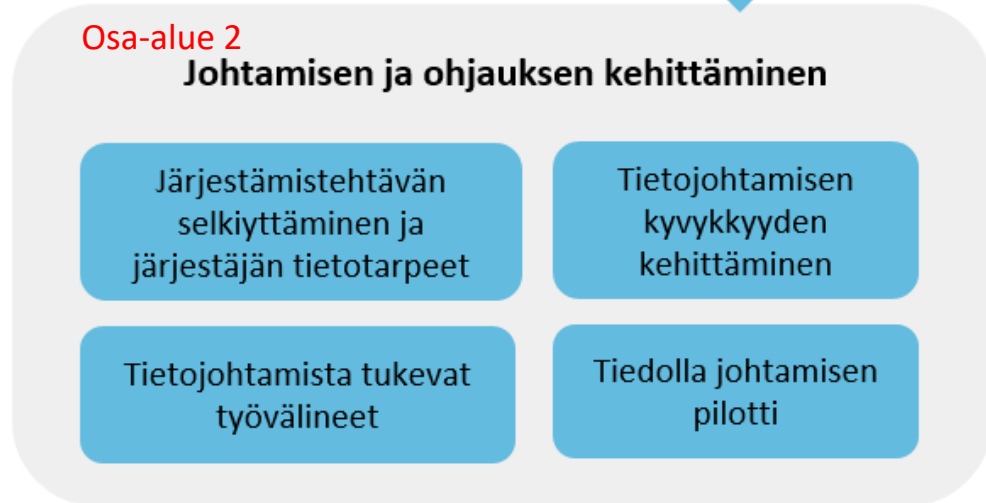 Osa-alue 2
Johtamisen ja ohjauksen kehittäminen
Järjestämistehtävän
selkiyttäminen ja
järjestäjän tietotarpeet
Tietojohtamisen
kyvykkyyden
kehittäminen
Tietojohtamista tukevat
työvälineet
Tiedolla johtamisen
pilotti